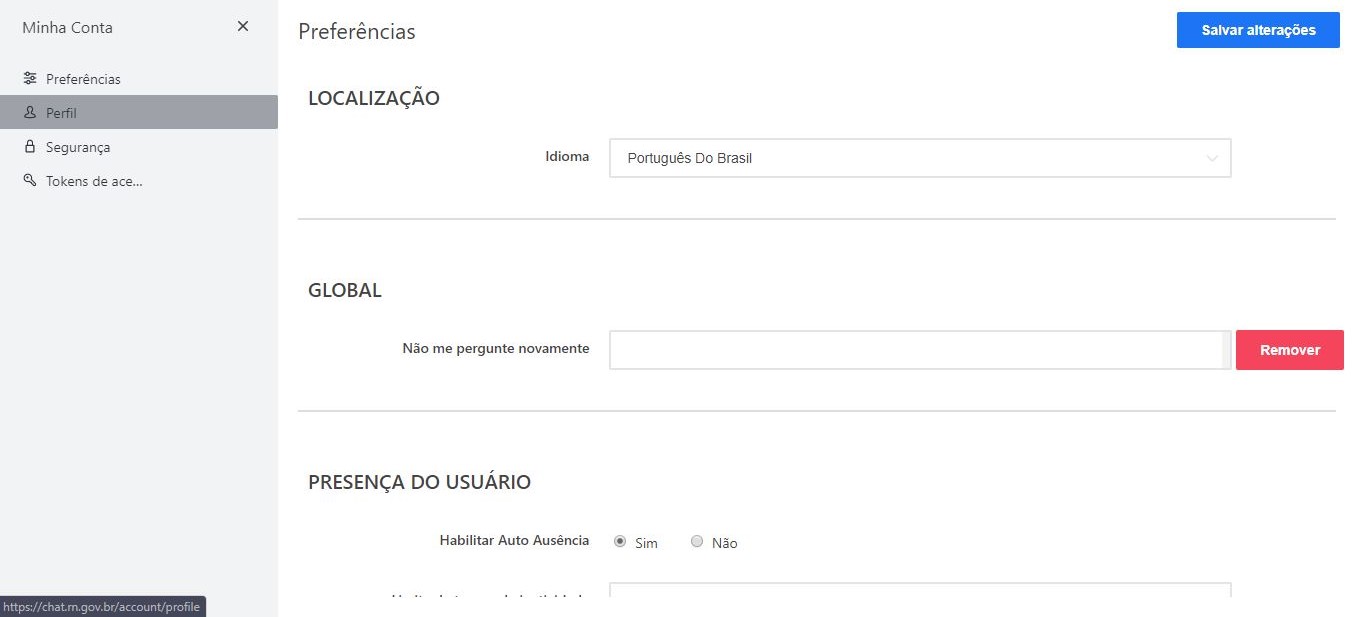 Minha Conta
Preferências
Perfil
Segurança
Tokens de ace...
Preferências
Salvar alterações
LOCALIZAÇÃO
Idioma
Português Do Brasil
GLOBAL
Não me pergunte novamente
Remover
PRESENÇA DO USUÁRIO
Habilitar Auto Ausência
Sim
Não
https://chat.rn.gov.br/account/profile